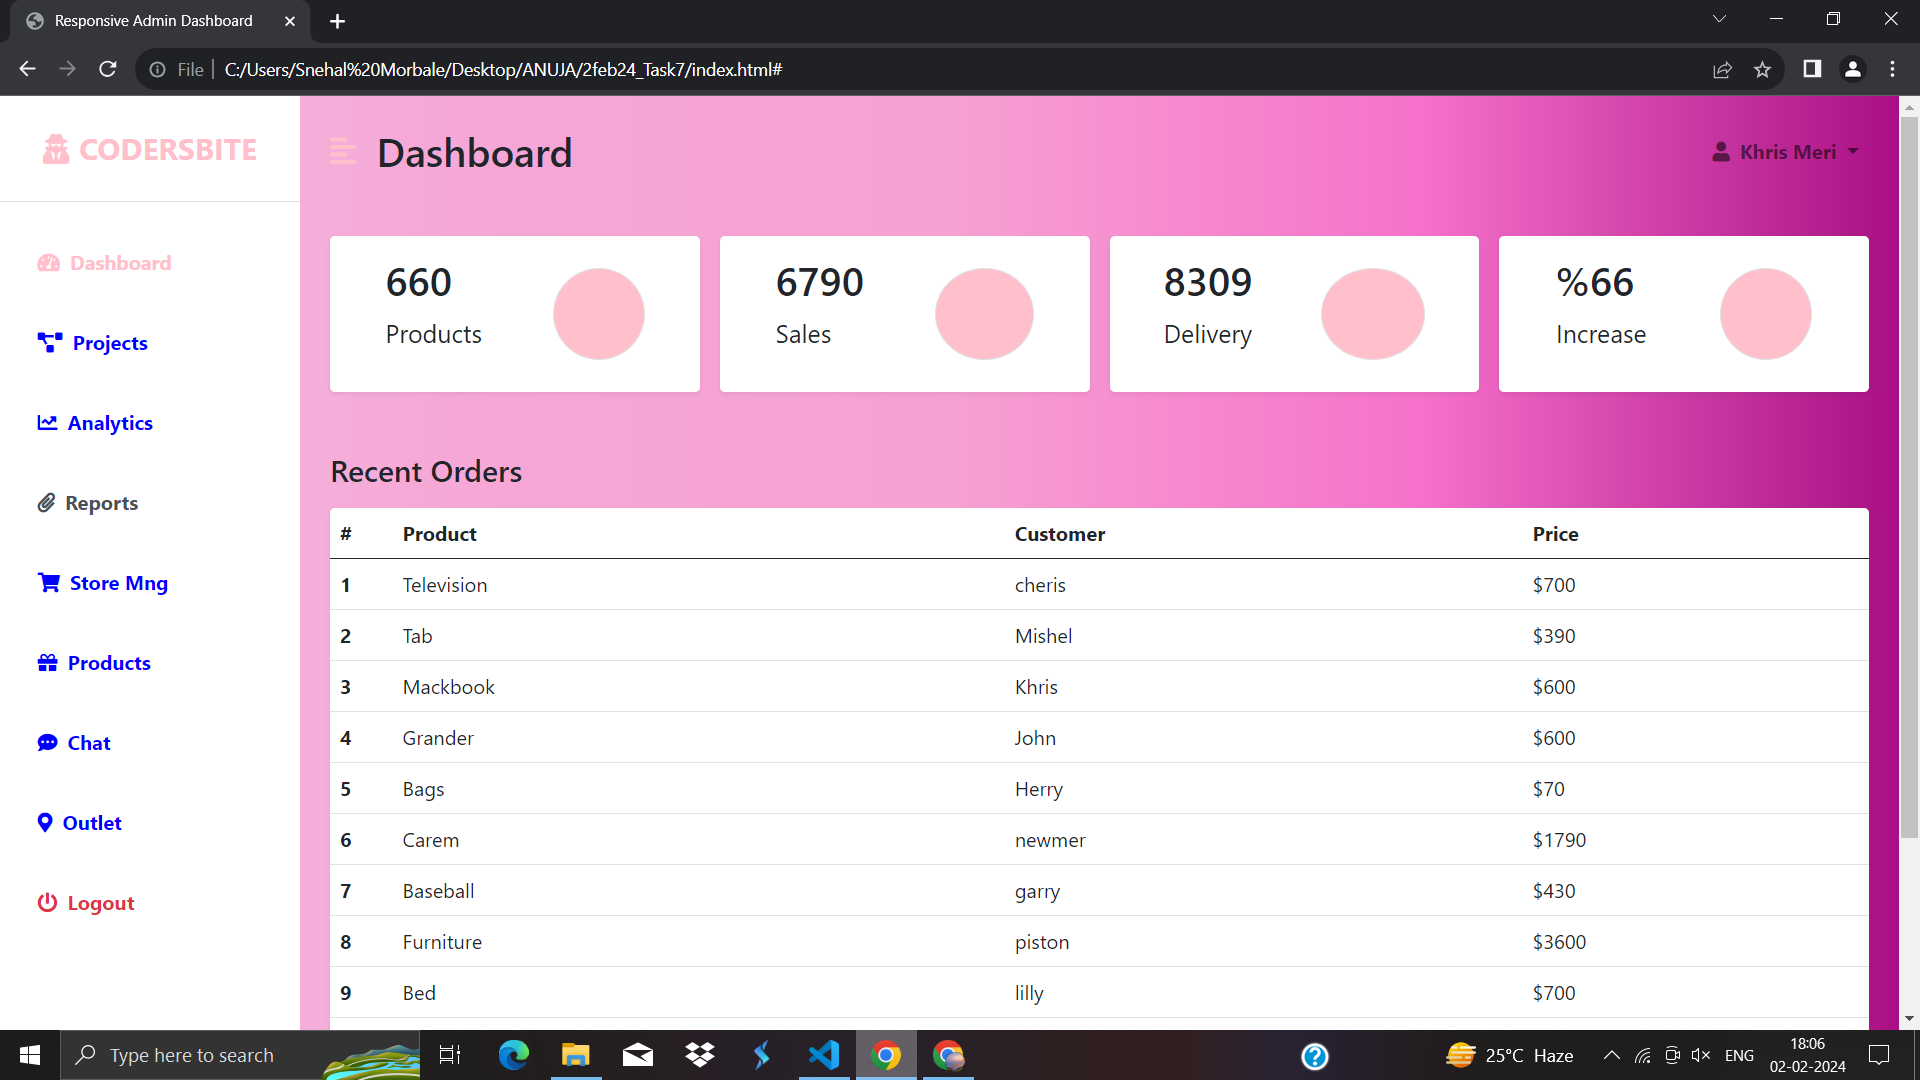 Responsive Admin Dashboard
File C:/Users/Snehal%20Morbale/Desktop/ANUJA/2feb24_Task7/index.html#
CODERSBITE
Dashboard
Khris Meri
Dashboard
Projects
Analytics
Reports
Store Mng
Products
Chat
Outlet
Logout
660
Products
6790
Sales
8309
Delivery
%66
Increase
Recent Orders
# Product Customer Price
1 Television cheris $700
2 Tab Mishel $390
3 Mackbook Khris $600
4 Grander John $600
5 Bags Herry $70
6 Carem newmer $1790
7 Baseball garry $430
8 Furniture piston $3600
9 Bed lilly $700
Type here to search
25°C Haze
ENG
18:06
02-02-2024